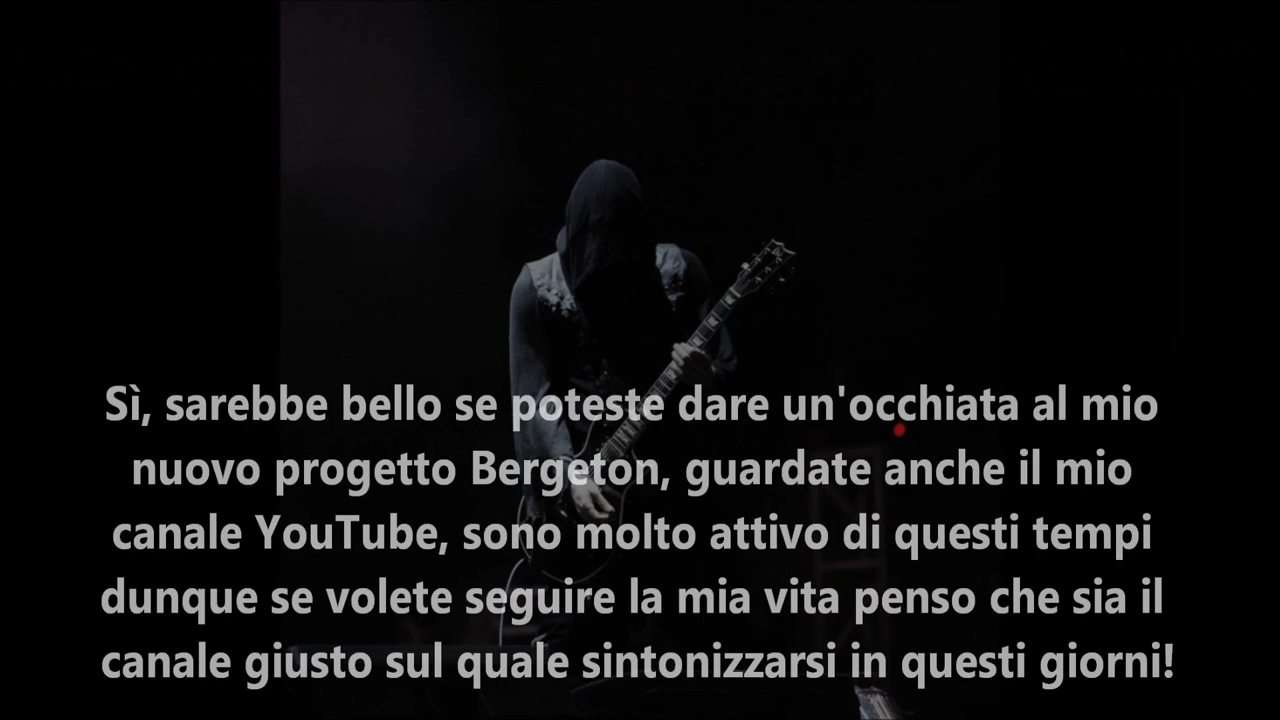 Sì, sarebbe bello se poteste dare un'occhiata al mio
nuovo progetto Bergeton, guardate anche il mio
canale YouTube, sono molto attivo di questi tempi
dunque se volete seguire la mia vita penso che sia il
canale giusto sul quale sintonizzarsi in questi giorni!